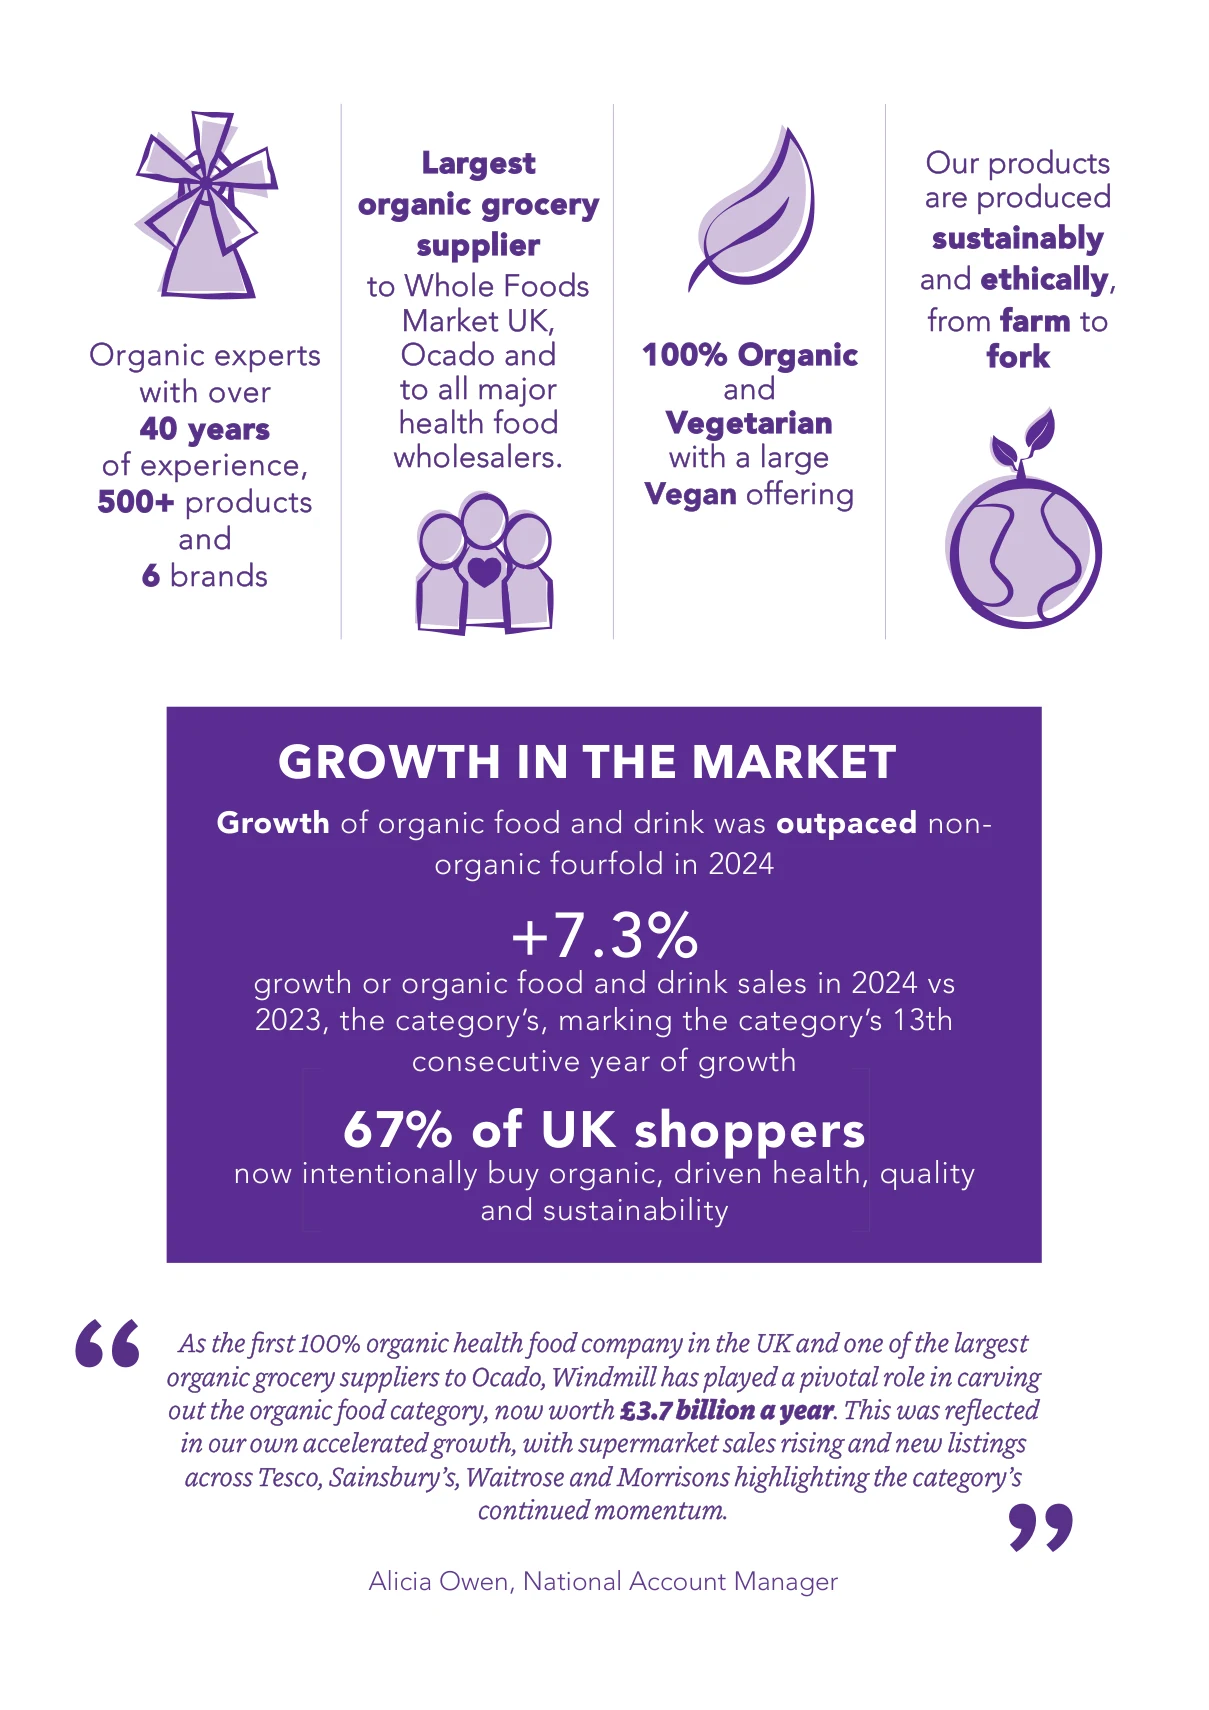 Organic experts
with over
40 years
of experience,
500+ products
and
6 brands
Largest
organic grocery
supplier
to Whole Foods
Market UK,
Ocado and
to all major
health food
wholesalers.
100% Organic
and
Vegetarian
with a large
Vegan offering
Our products
are produced
sustainably
and ethically,
from farm to
fork
GROWTH IN THE MARKET
Growth of organic food and drink was outpaced non-
organic fourfold in 2024
+7.3%
growth or organic food and drink sales in 2024 vs
2023, the category’s, marking the category’s 13th
consecutive year of growth
67% of UK shoppers
now intentionally buy organic, driven health, quality
and sustainability
“ As the first 100% organic health food company in the UK and one of the largest
organic grocery suppliers to Ocado, Windmill has played a pivotal role in carving
out the organic food category, now worth £3.7 billion a year. This was reflected
in our own accelerated growth, with supermarket sales rising and new listings
across Tesco, Sainsbury’s, Waitrose and Morrisons highlighting the category’s
continued momentum. ”
Alicia Owen, National Account Manager